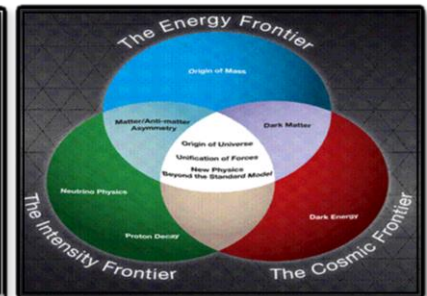 The Energy Frontier
Origin of Mass
Matter/Anti-matter
Asymmetry
Dark Matter
Origin of Universe
Unification of Forces
New Physics
Beyond the Standard Model
Neutrino Physics
Dark Energy
Proton Decay
The Intensity Frontier
The Cosmic Frontier